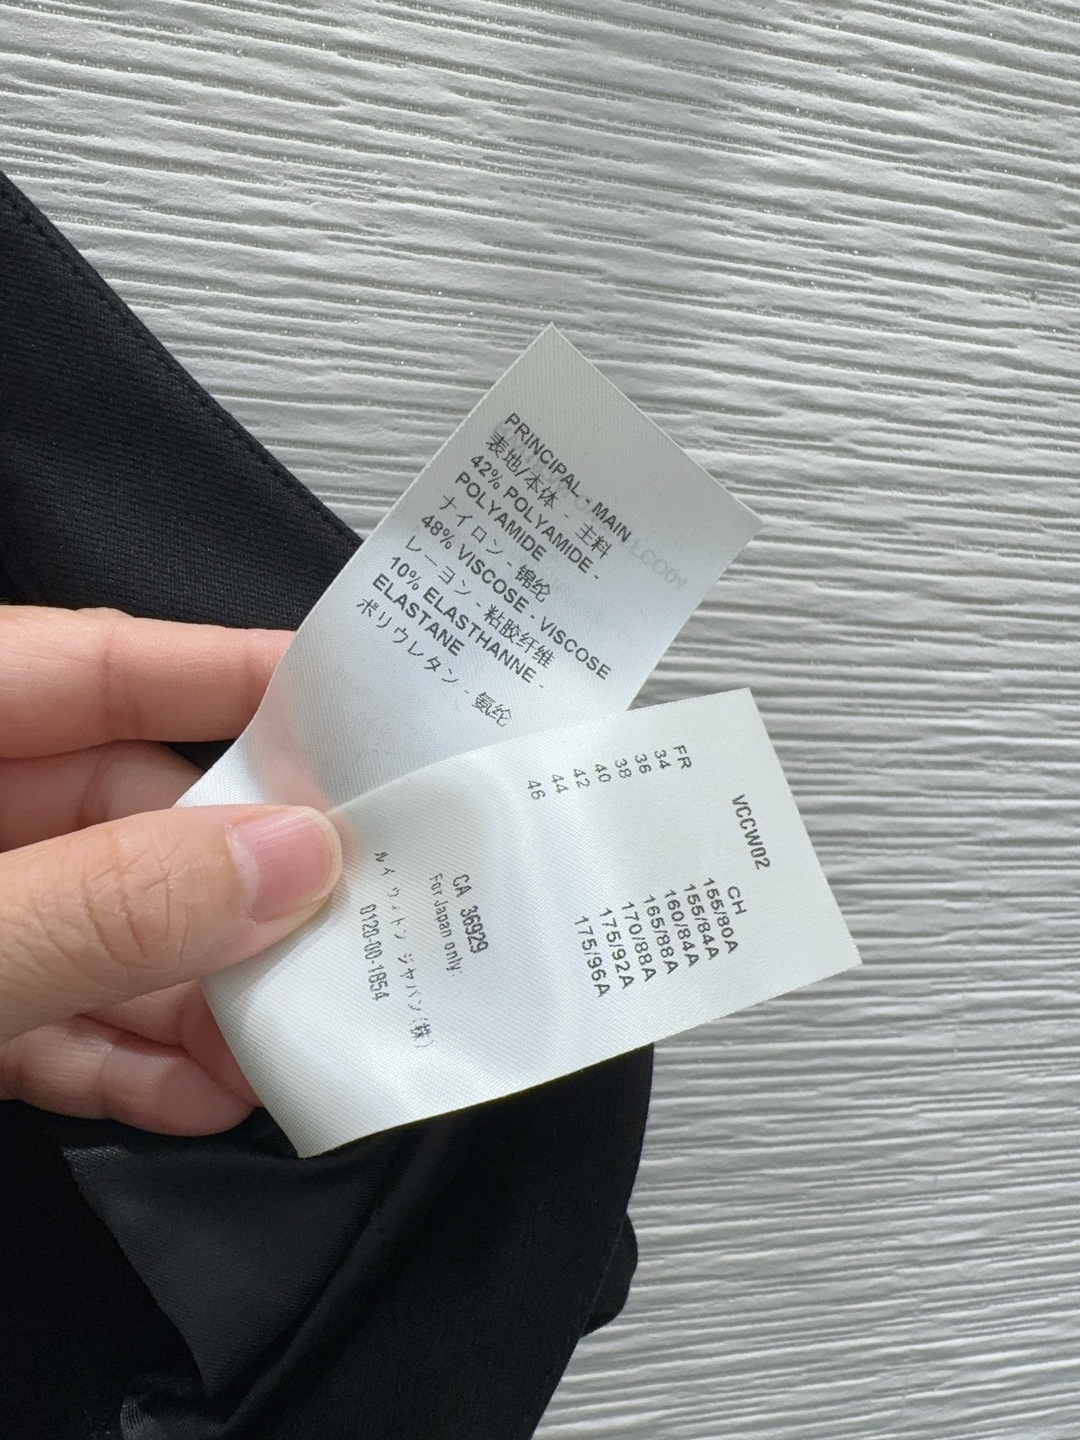 PRINCIPAL - MAIN
表地/本体 - 主料
42% POLYAMIDE -
POLYAMIDE
ナイロン - 锦纶
48% VISCOSE - VISCOSE
レーヨン - 粘胶纤维
10% ELASTHANNE -
ELASTANE
ポリウレタン - 氨纶
VCCW02
FR CH
34 155/80A
36 155/84A
38 160/84A
40 165/88A
42 170/88A
44 175/92A
46 175/96A
CA 36929
For Japan only:
ルイ ヴィトン ジャパン(株)
0120-00-1854